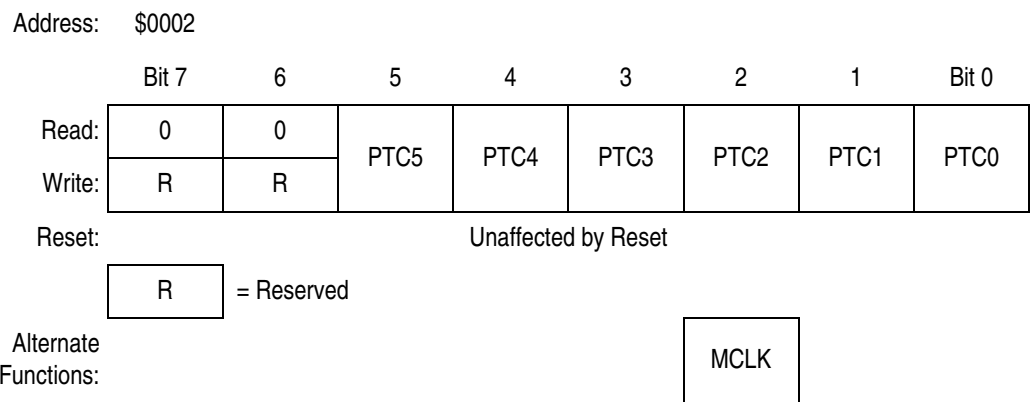 Address: $0002
Bit 7 6 5 4 3 2 1 Bit 0
Read: 0 0 PTC5 PTC4 PTC3 PTC2 PTC1 PTC0
Write: R R
Reset: Unaffected by Reset
R = Reserved
Alternate
Functions: MCLK